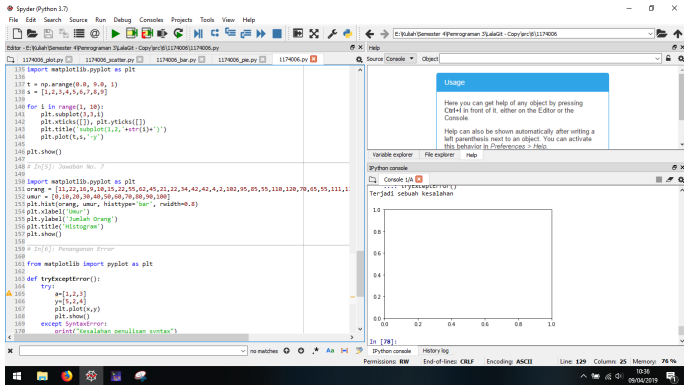 Spyder (Python 3.7)
File Edit Search Source Run Debug Consoles Projects Tools View Help
E:\Kuliah\Semester 4\Pemrograman 3\LalaGit - Copy\prc\6\1174006
Editor - E:\Kuliah\Semester 4\Pemrograman 3\LalaGit - Copy\prc\6\1174006\1174006.py
1174006_plot.py 1174006_scatter.py 1174006_bar.py 1174006_pie.py 1174006.py
135 import matplotlib.pyplot as plt
136
137 t = np.arange(0.0, 9.0, 1)
138 s = [1,2,3,4,5,6,7,8,9]
139
140 for i in range(1, 10):
141 plt.subplot(3,3,i)
142 plt.xticks([]), plt.yticks([])
143 plt.title('subplot(1,2,'+str(i)+')')
144 plt.plot(t,s,'-y')
145
146 plt.show()
147
148 # In[5]: Jawaban No. 7
149
150 import matplotlib.pyplot as plt
151 orang = [11,22,16,9,10,15,22,55,62,45,21,22,34,42,42,4,2,102,95,85,55,110,120,70,65,55,111,1
152 umur = [0,10,20,30,40,50,60,70,80,90,100]
153 plt.hist(orang, umur, histtype='bar', rwidth=0.8)
154 plt.xlabel('Umur')
155 plt.ylabel('Jumlah Orang')
156 plt.title('Histogram')
157 plt.show()
158
159 # In[6]: Penanganan Error
160
161 from matplotlib import pyplot as plt
162
163 def tryExceptError():
164 try:
165 a=[1,2,3]
166 y=[5,2,4]
167 plt.plot(x,y)
168 plt.show()
169 except SyntaxError:
170 print("Kesalahan penulisan syntax")
no matches Aa
Help
Source Console Object
Usage
Here you can get help of any object by pressing
Ctrl+I in front of it, either on the Editor or the
Console.
Help can also be shown automatically after writing a
left parenthesis next to an object. You can activate
this behavior in Preferences > Help.
Variable explorer File explorer Help
IPython console
Console 1/A
...: tryExceptError()
Terjadi sebuah kesalahan
1.0
0.8
0.6
0.4
0.2
0.0
0.0 0.2 0.4 0.6 0.8 1.0
In [78]:
IPython console History log
Permissions: RW End-of-lines: CRLF Encoding: ASCII Line: 129 Column: 25 Memory: 76 %
10:36
09/04/2019